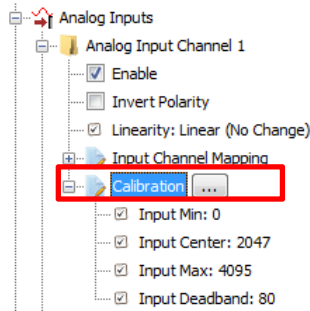 Analog Inputs
Analog Input Channel 1
Enable
Invert Polarity
Linearity: Linear (No Change)
Input Channel Mapping
Calibration ...
Input Min: 0
Input Center: 2047
Input Max: 4095
Input Deadband: 80